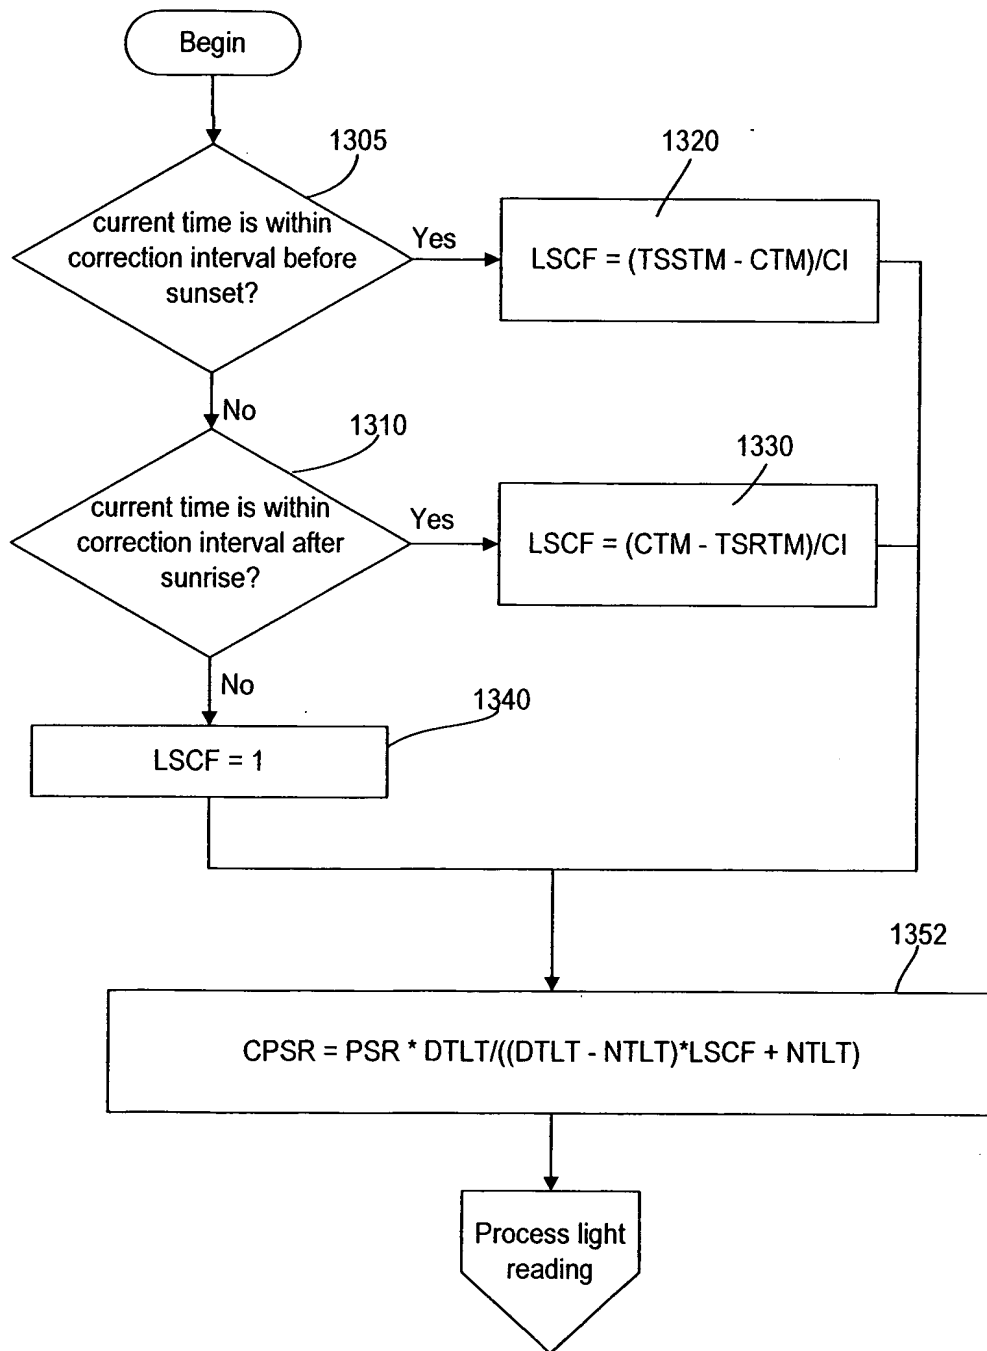 Begin
1305
current time is within
correction interval before
sunset?
Yes
1320
LSCF = (TSSTM - CTM)/CI
No
1310
current time is within
correction interval after
sunrise?
Yes
1330
LSCF = (CTM - TSRTM)/CI
No
1340
LSCF = 1
1352
CPSR = PSR * DTLT/((DTLT - NTLT)*LSCF + NTLT)
Process light
reading